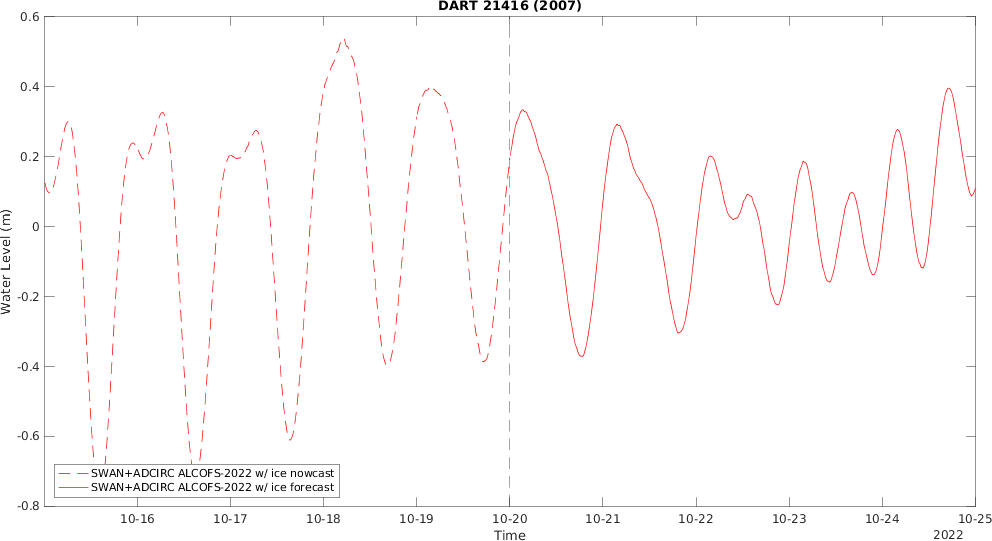 DART 21416 (2007)
0.6
0.4
0.2
0
-0.2
-0.4
-0.6
-0.8
Water Level (m)
SWAN+ADCIRC ALCOFS-2022 w/ ice nowcast
SWAN+ADCIRC ALCOFS-2022 w/ ice forecast
10-16 10-17 10-18 10-19 10-20 10-21 10-22 10-23 10-24 10-25
Time
2022